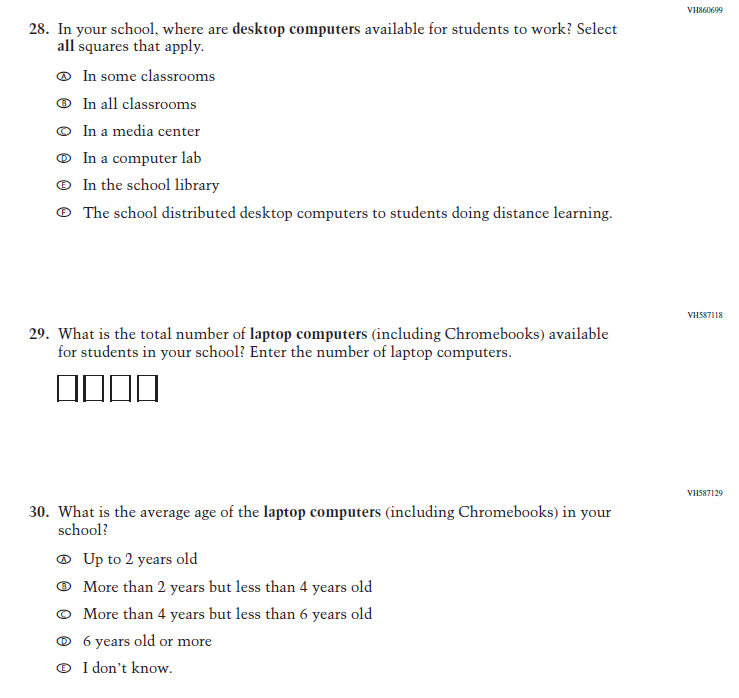 VH860699
28. In your school, where are desktop computers available for students to work? Select
all squares that apply.
Ⓐ In some classrooms
Ⓑ In all classrooms
Ⓒ In a media center
Ⓓ In a computer lab
Ⓔ In the school library
Ⓕ The school distributed desktop computers to students doing distance learning.
VH587118
29. What is the total number of laptop computers (including Chromebooks) available
for students in your school? Enter the number of laptop computers.
VH587129
30. What is the average age of the laptop computers (including Chromebooks) in your
school?
Ⓐ Up to 2 years old
Ⓑ More than 2 years but less than 4 years old
Ⓒ More than 4 years but less than 6 years old
Ⓓ 6 years old or more
Ⓔ I don’t know.